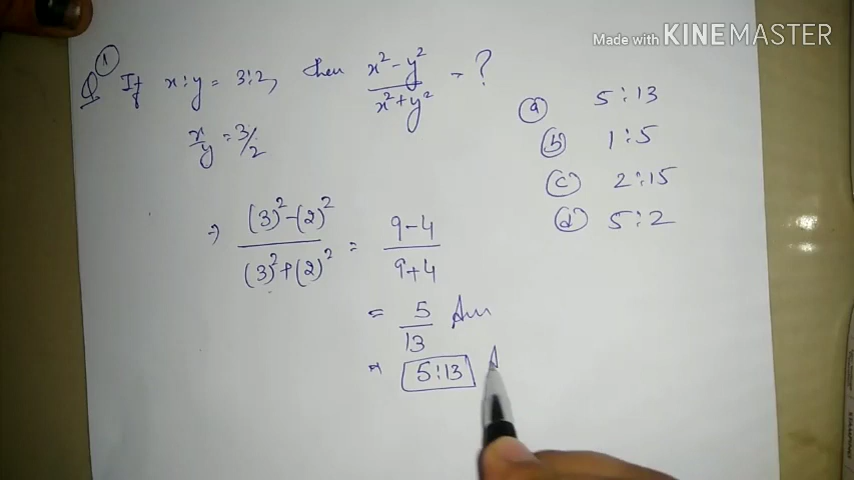 Made with KINEMASTER
Q ① If x:y = 3:2, then x²-y²/x²+y² = ?
x/y = 3/2
(a) 5:13
(b) 1:5
(c) 2:15
(d) 5:2
⇒ (3)²-(2)²/(3)²+(2)² = 9-4/9+4
= 5/13 Ans
⇒ 5:13 A